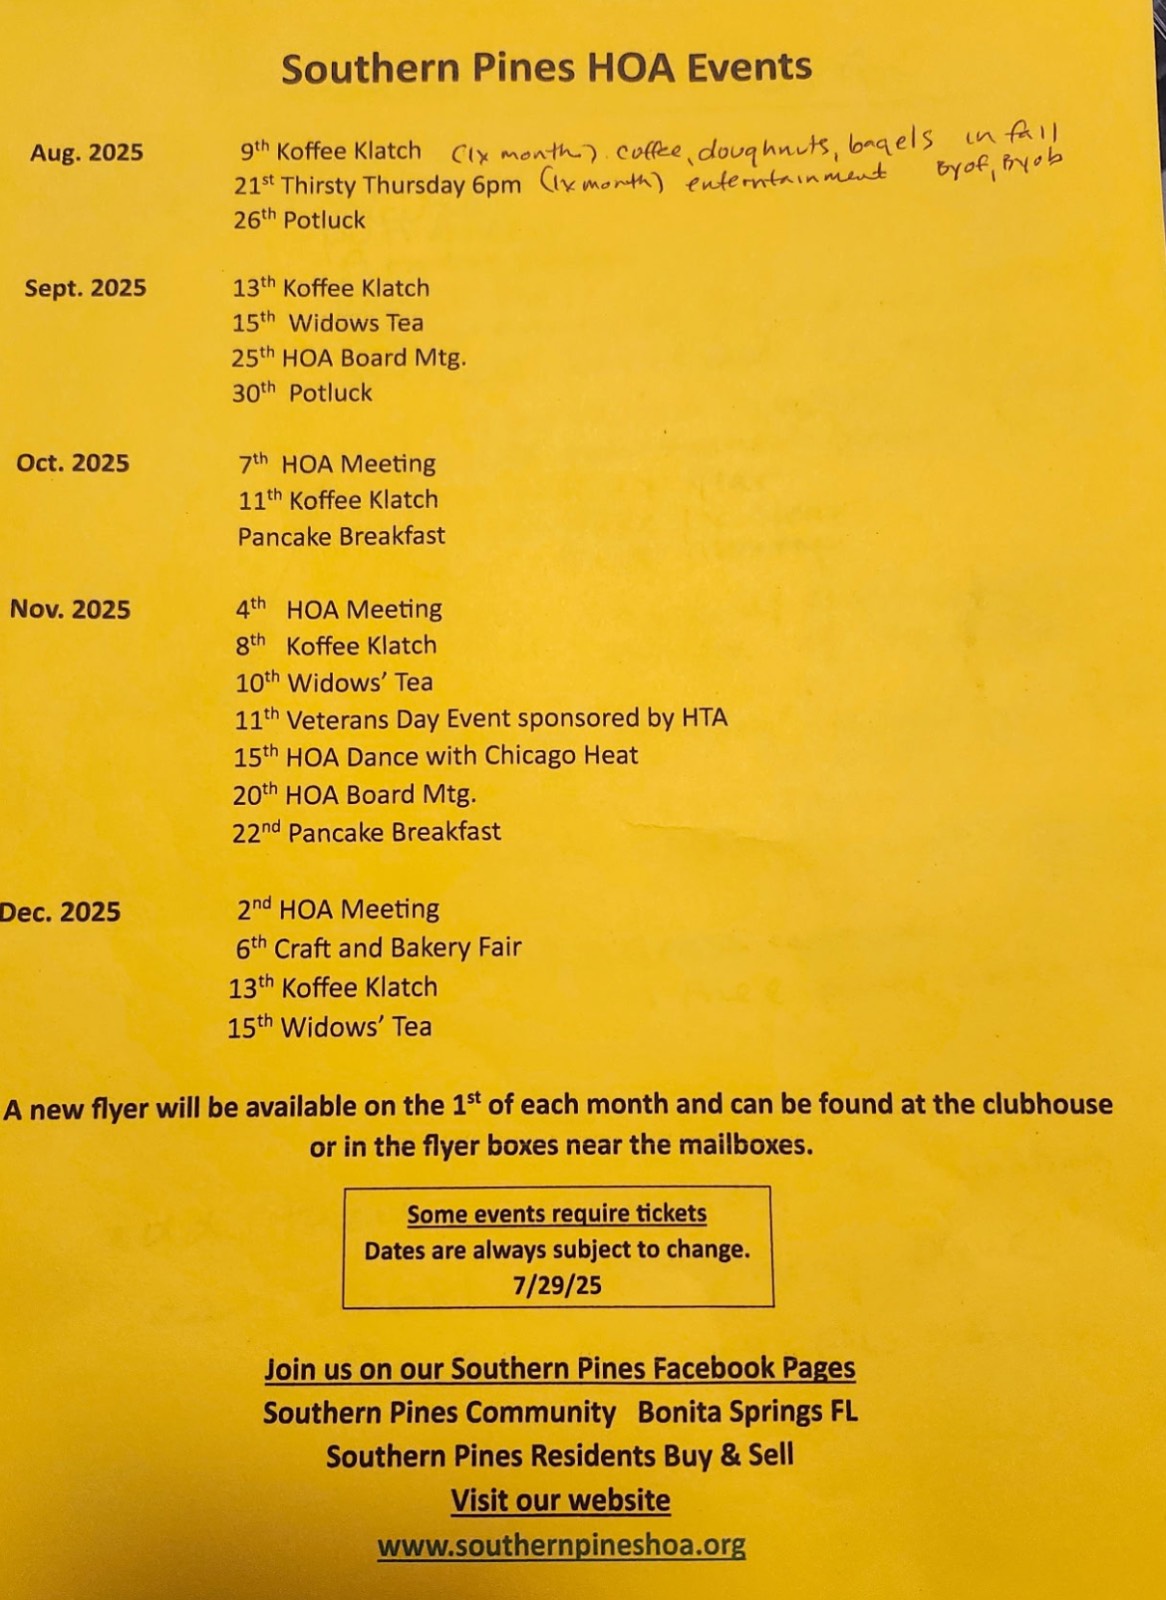 Southern Pines HOA Events
Aug. 2025 9th Koffee Klatch (1x month) coffee, doughnuts, bagels in fall
21st Thirsty Thursday 6pm (1x month) enterntainment Byof, Byob
26th Potluck
Sept. 2025 13th Koffee Klatch
15th Widows Tea
25th HOA Board Mtg.
30th Potluck
Oct. 2025 7th HOA Meeting
11th Koffee Klatch
Pancake Breakfast
Nov. 2025 4th HOA Meeting
8th Koffee Klatch
10th Widows’ Tea
11th Veterans Day Event sponsored by HTA
15th HOA Dance with Chicago Heat
20th HOA Board Mtg.
22nd Pancake Breakfast
Dec. 2025 2nd HOA Meeting
6th Craft and Bakery Fair
13th Koffee Klatch
15th Widows’ Tea
A new flyer will be available on the 1st of each month and can be found at the clubhouse
or in the flyer boxes near the mailboxes.
Some events require tickets
Dates are always subject to change.
7/29/25
Join us on our Southern Pines Facebook Pages
Southern Pines Community Bonita Springs FL
Southern Pines Residents Buy & Sell
Visit our website
www.southernpineshoa.org